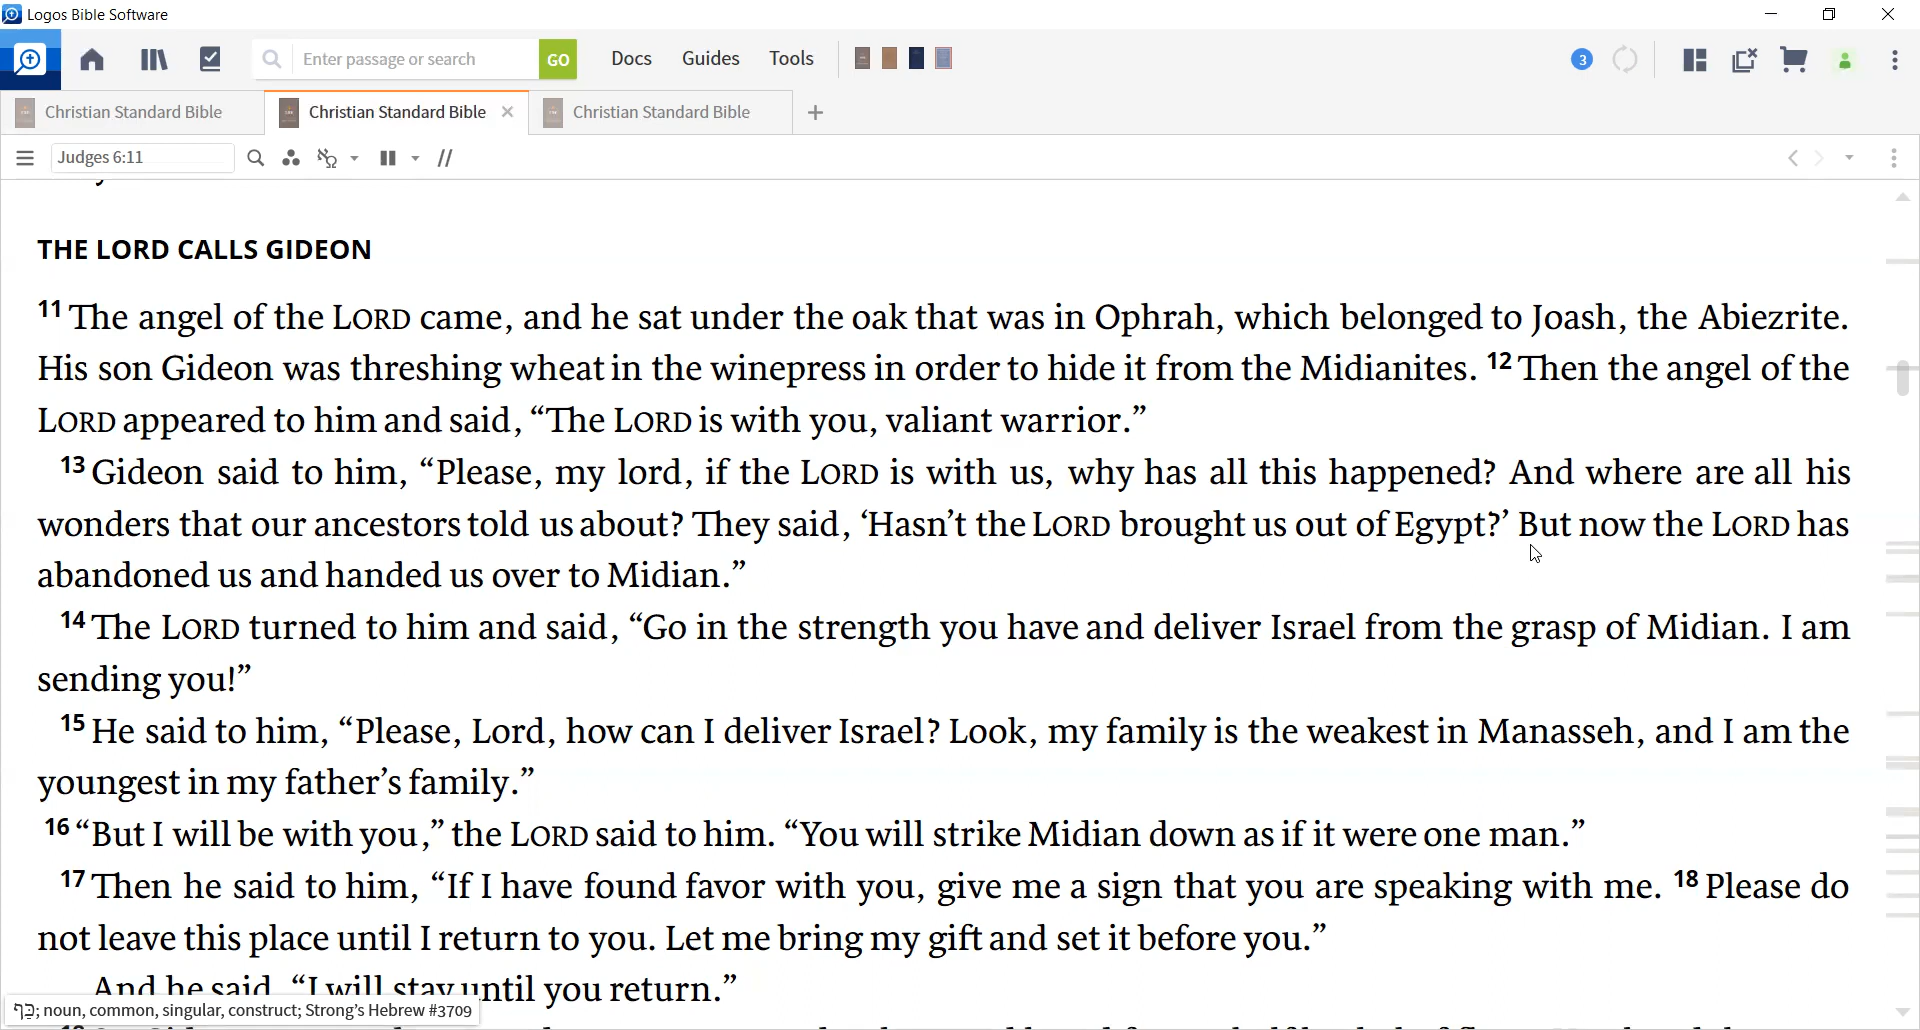 Logos Bible Software
Enter passage or search GO Docs Guides Tools 3
Christian Standard Bible Christian Standard Bible Christian Standard Bible
Judges 6:11
THE LORD CALLS GIDEON
11 The angel of the LORD came, and he sat under the oak that was in Ophrah, which belonged to Joash, the Abiezrite.
His son Gideon was threshing wheat in the winepress in order to hide it from the Midianites. 12 Then the angel of the
LORD appeared to him and said, “The LORD is with you, valiant warrior.”
13 Gideon said to him, “Please, my lord, if the LORD is with us, why has all this happened? And where are all his
wonders that our ancestors told us about? They said, ‘Hasn’t the LORD brought us out of Egypt?’ But now the LORD has
abandoned us and handed us over to Midian.”
14 The LORD turned to him and said, “Go in the strength you have and deliver Israel from the grasp of Midian. I am
sending you!”
15 He said to him, “Please, Lord, how can I deliver Israel? Look, my family is the weakest in Manasseh, and I am the
youngest in my father’s family.”
16 “But I will be with you,” the LORD said to him. “You will strike Midian down as if it were one man.”
17 Then he said to him, “If I have found favor with you, give me a sign that you are speaking with me. 18 Please do
not leave this place until I return to you. Let me bring my gift and set it before you.”
And he said, “I will stay until you return.”
כַּף; noun, common, singular, construct; Strong’s Hebrew #3709